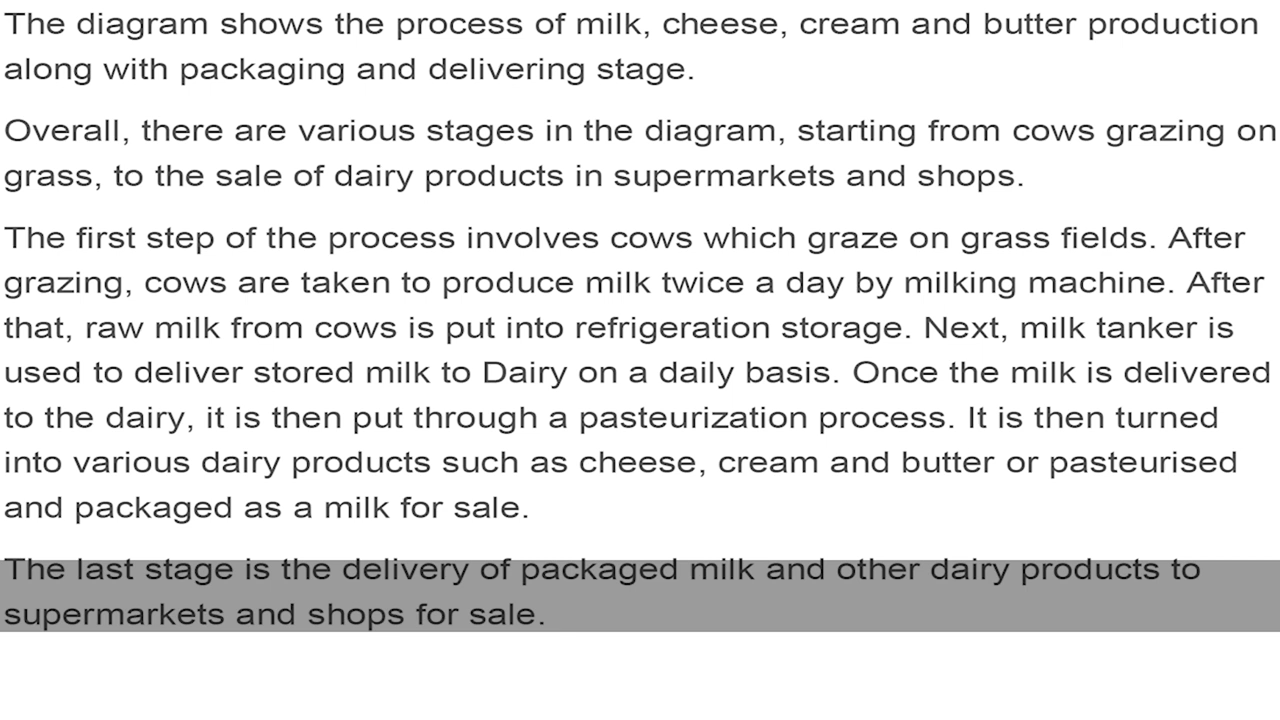 The diagram shows the process of milk, cheese, cream and butter production
along with packaging and delivering stage.
Overall, there are various stages in the diagram, starting from cows grazing on
grass, to the sale of dairy products in supermarkets and shops.
The first step of the process involves cows which graze on grass fields. After
grazing, cows are taken to produce milk twice a day by milking machine. After
that, raw milk from cows is put into refrigeration storage. Next, milk tanker is
used to deliver stored milk to Dairy on a daily basis. Once the milk is delivered
to the dairy, it is then put through a pasteurization process. It is then turned
into various dairy products such as cheese, cream and butter or pasteurised
and packaged as a milk for sale.
The last stage is the delivery of packaged milk and other dairy products to
supermarkets and shops for sale.